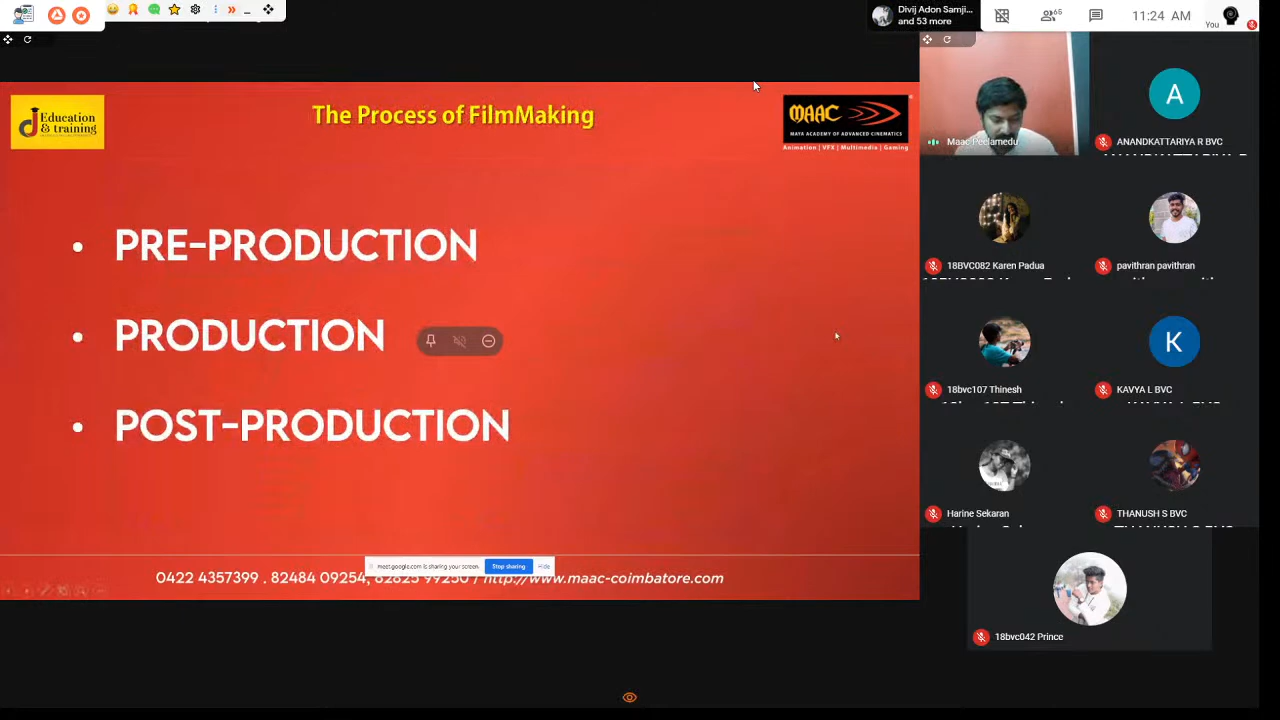 Divij Adon Samji...
and 53 more
65
11:24 AM
You
Education
& training
The Process of FilmMaking
MAAC
MAYA ACADEMY OF ADVANCED CINEMATICS
Animation | VFX | Multimedia | Gaming
• PRE-PRODUCTION
• PRODUCTION
• POST-PRODUCTION
meet.google.com is sharing your screen.
Stop sharing
Hide
0422 4357399 , 82484 09254, 82825 99250 / http://www.maac-coimbatore.com
Maac Peelamedu
A
ANANDKATTARIYA R BVC
18BVC082 Karen Padua
pavithran pavithran
18bvc107 Thinesh
K
KAVYA L BVC
Harine Sekaran
THANUSH S BVC
18bvc042 Prince